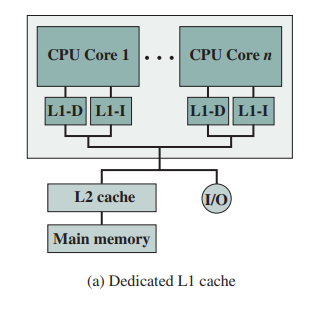 CPU Core 1 • • • CPU Core n
L1-D L1-I L1-D L1-I
L2 cache I/O
Main memory
(a) Dedicated L1 cache